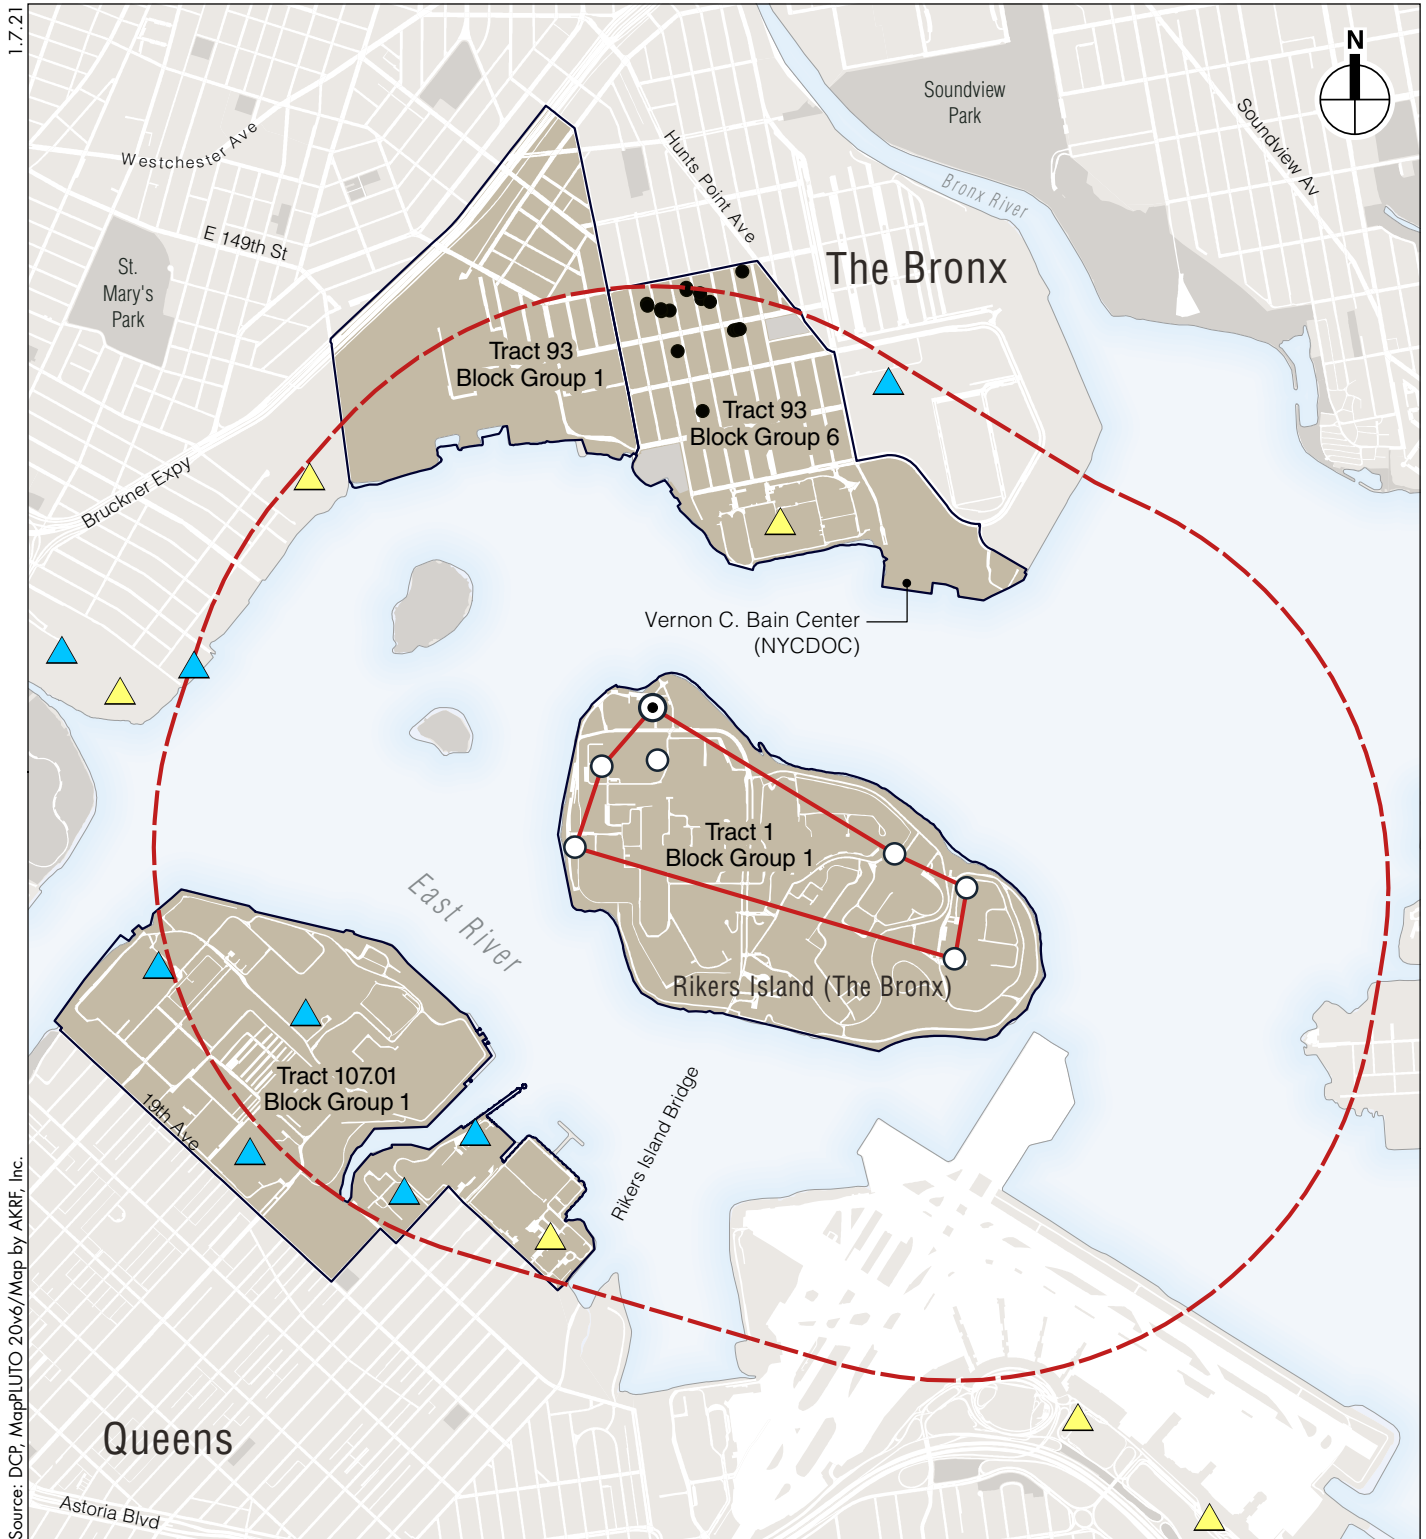 1.7.21
N
Soundview
Park
Soundview Av
Westchester Ave
Hunts Point Ave
Bronx River
E 149th St
The Bronx
St.
Mary's
Park
Tract 93
Block Group 1
Tract 93
Block Group 6
Bruckner Expy
Vernon C. Bain Center
(NYCDOC)
Tract 1
Block Group 1
East River
Rikers Island (The Bronx)
Tract 107.01
Block Group 1
19th Ave
Rikers Island Bridge
Queens
Astoria Blvd
Source: DCP, MapPLUTO 20v6/Map by AKRF, Inc.